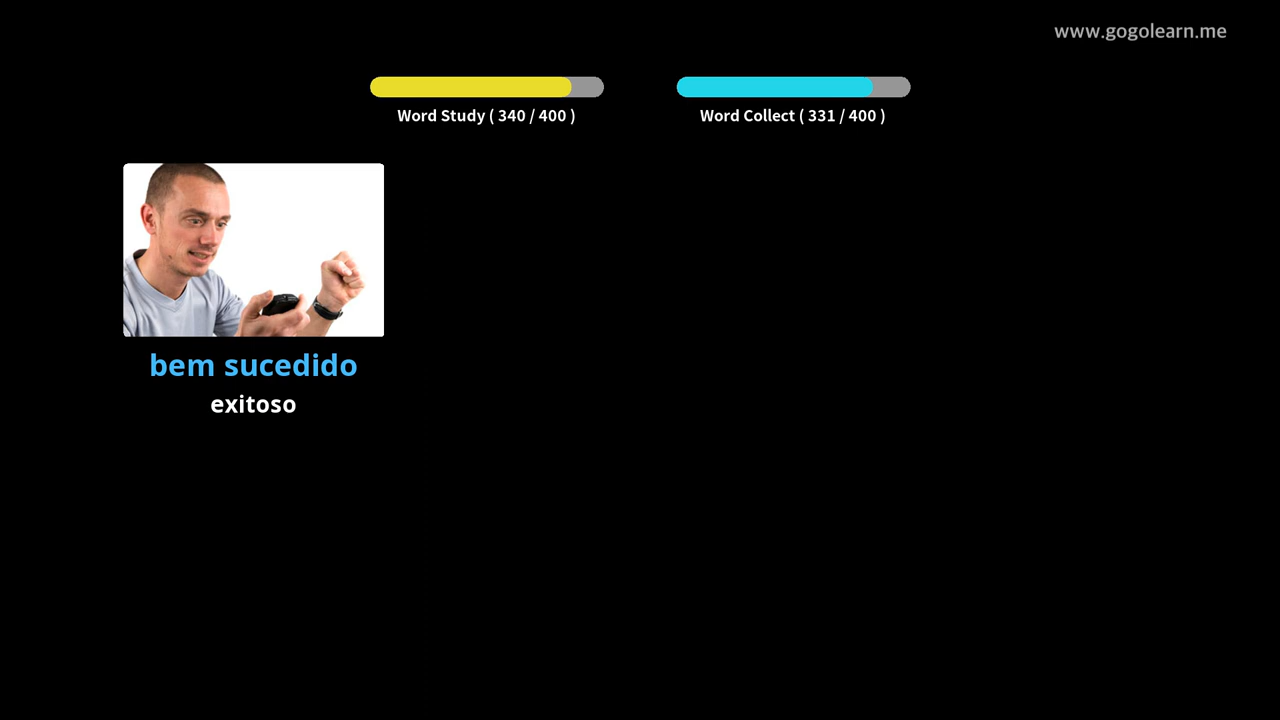 www.gogolearn.me
Word Study ( 340 / 400 )
Word Collect ( 331 / 400 )
bem sucedido
exitoso